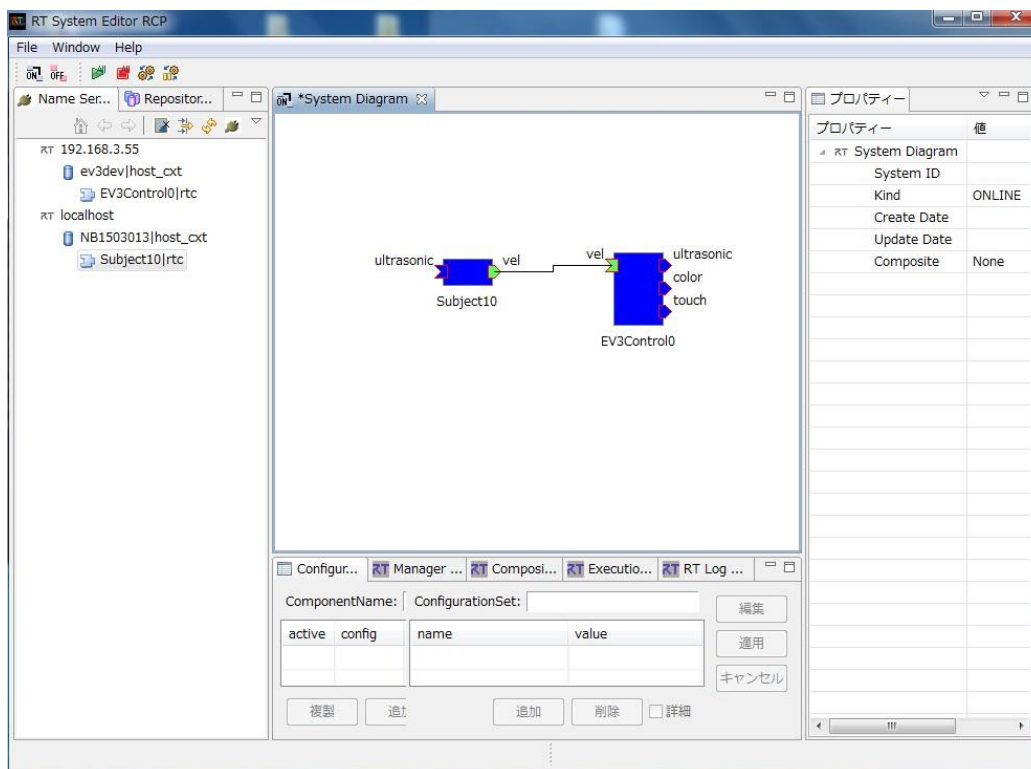 RT System Editor RCP
File Window Help
ON OFF
Name Ser... Repositor...
RT 192.168.3.55
ev3dev|host_cxt
EV3Control0|rtc
RT localhost
NB1503013|host_cxt
Subject10|rtc
ON *System Diagram
ultrasonic vel
Subject10
vel ultrasonic
color
touch
EV3Control0
Configur... RT Manager ... RT Composi... RT Executio... RT RT Log ...
ComponentName: ConfigurationSet:
active config name value
編集
適用
キャンセル
複製 追加 削除 詳細
プロパティー
プロパティー 値
RT System Diagram
System ID
Kind ONLINE
Create Date
Update Date
Composite None